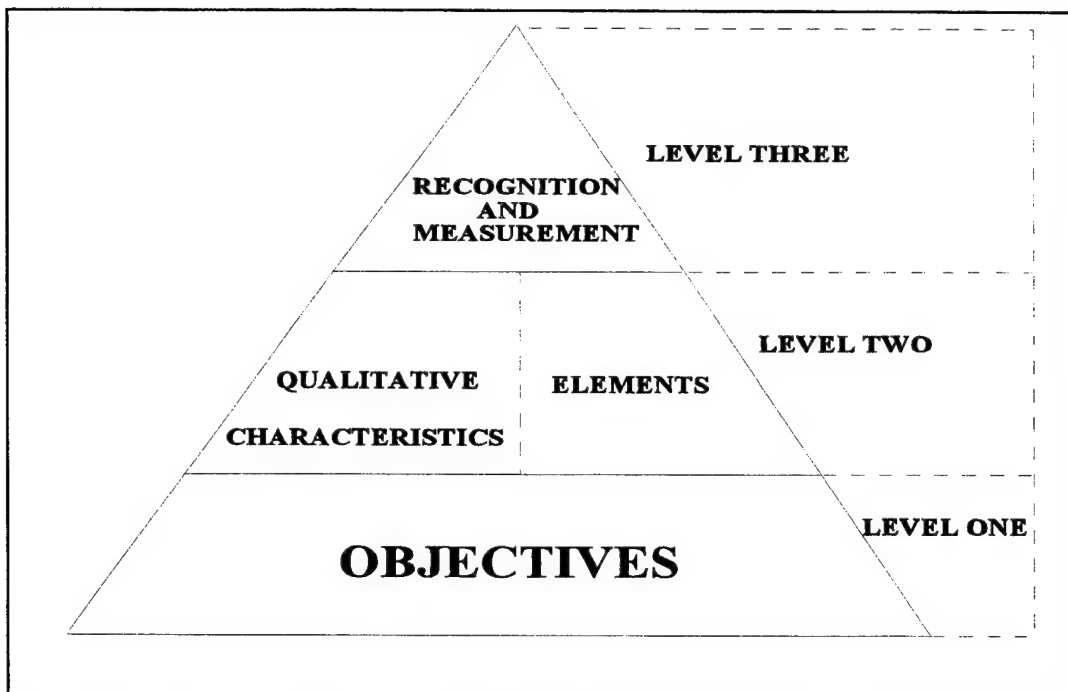 LEVEL THREE
RECOGNITION
AND
MEASUREMENT
LEVEL TWO
QUALITATIVE
ELEMENTS
CHARACTERISTICS
LEVEL ONE
OBJECTIVES